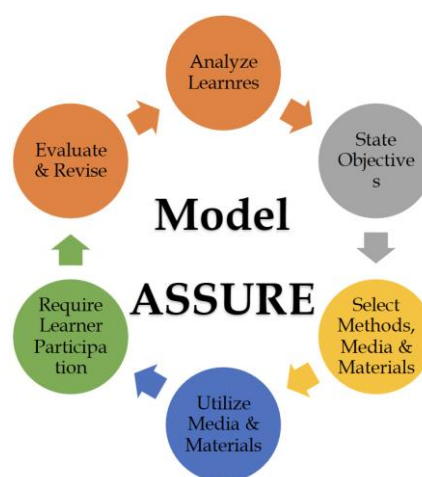 Analyze
Learnres
State
Objective
s
Select
Methods,
Media &
Materials
Utilize
Media &
Materials
Require
Learner
Participa
tion
Evaluate
& Revise
Model
ASSURE